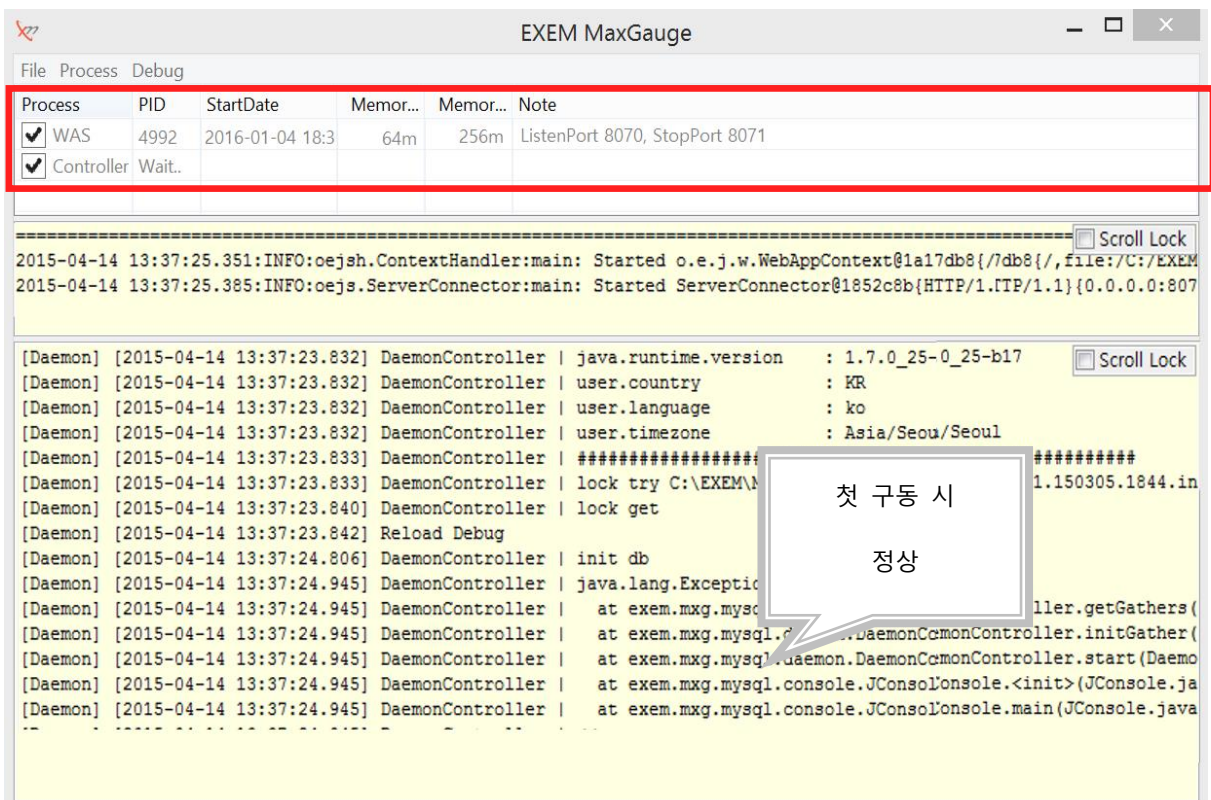 EXEM MaxGauge
File Process Debug
Process PID StartDate Memor... Memor... Note
WAS 4992 2016-01-04 18:3 64m 256m ListenPort 8070, StopPort 8071
Controller Wait..
Scroll Lock
2015-04-14 13:37:25.351:INFO:oejsh.ContextHandler:main: Started o.e.j.w.WebAppContext@1a17db8{/7db8{/,file:/C:/EXEM
2015-04-14 13:37:25.385:INFO:oejs.ServerConnector:main: Started ServerConnector@1852c8b{HTTP/1.TTP/1.1}{0.0.0.0:807
[Daemon] [2015-04-14 13:37:23.832] DaemonController | java.runtime.version : 1.7.0_25-0_25-b17 Scroll Lock
[Daemon] [2015-04-14 13:37:23.832] DaemonController | user.country : KR
[Daemon] [2015-04-14 13:37:23.832] DaemonController | user.language : ko
[Daemon] [2015-04-14 13:37:23.832] DaemonController | user.timezone : Asia/Seou/Seoul
[Daemon] [2015-04-14 13:37:23.833] DaemonController | ################## ##########
[Daemon] [2015-04-14 13:37:23.833] DaemonController | lock try C:\EXEM\ 1.150305.1844.in
[Daemon] [2015-04-14 13:37:23.840] DaemonController | lock get
[Daemon] [2015-04-14 13:37:23.842] Reload Debug
[Daemon] [2015-04-14 13:37:24.806] DaemonController | init db
[Daemon] [2015-04-14 13:37:24.945] DaemonController | java.lang.Exceptio
[Daemon] [2015-04-14 13:37:24.945] DaemonController | at exem.mxg.mysq ller.getGathers(
[Daemon] [2015-04-14 13:37:24.945] DaemonController | at exem.mxg.mysql.d .DaemonComonController.initGather(
[Daemon] [2015-04-14 13:37:24.945] DaemonController | at exem.mxg.mysql.daemon.DaemonComonController.start(Daemo
[Daemon] [2015-04-14 13:37:24.945] DaemonController | at exem.mxg.mysql.console.JConsolonsole.<init>(JConsole.ja
[Daemon] [2015-04-14 13:37:24.945] DaemonController | at exem.mxg.mysql.console.JConsolonsole.main(JConsole.java
첫 구동 시
정상